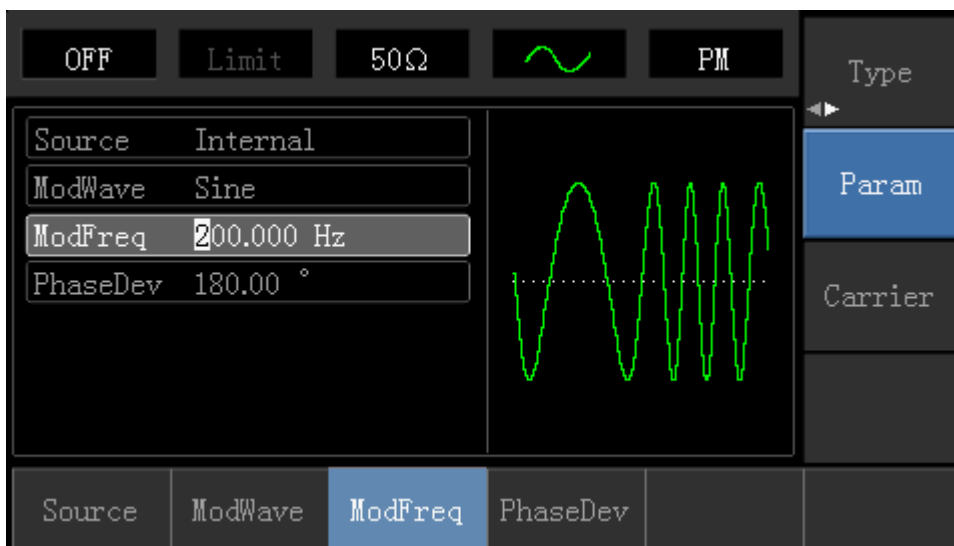 OFF Limit 50Ω PM
Type
Source Internal
ModWave Sine
Param
ModFreq 200.000 Hz
PhaseDev 180.00 °
Carrier
Source ModWave ModFreq PhaseDev